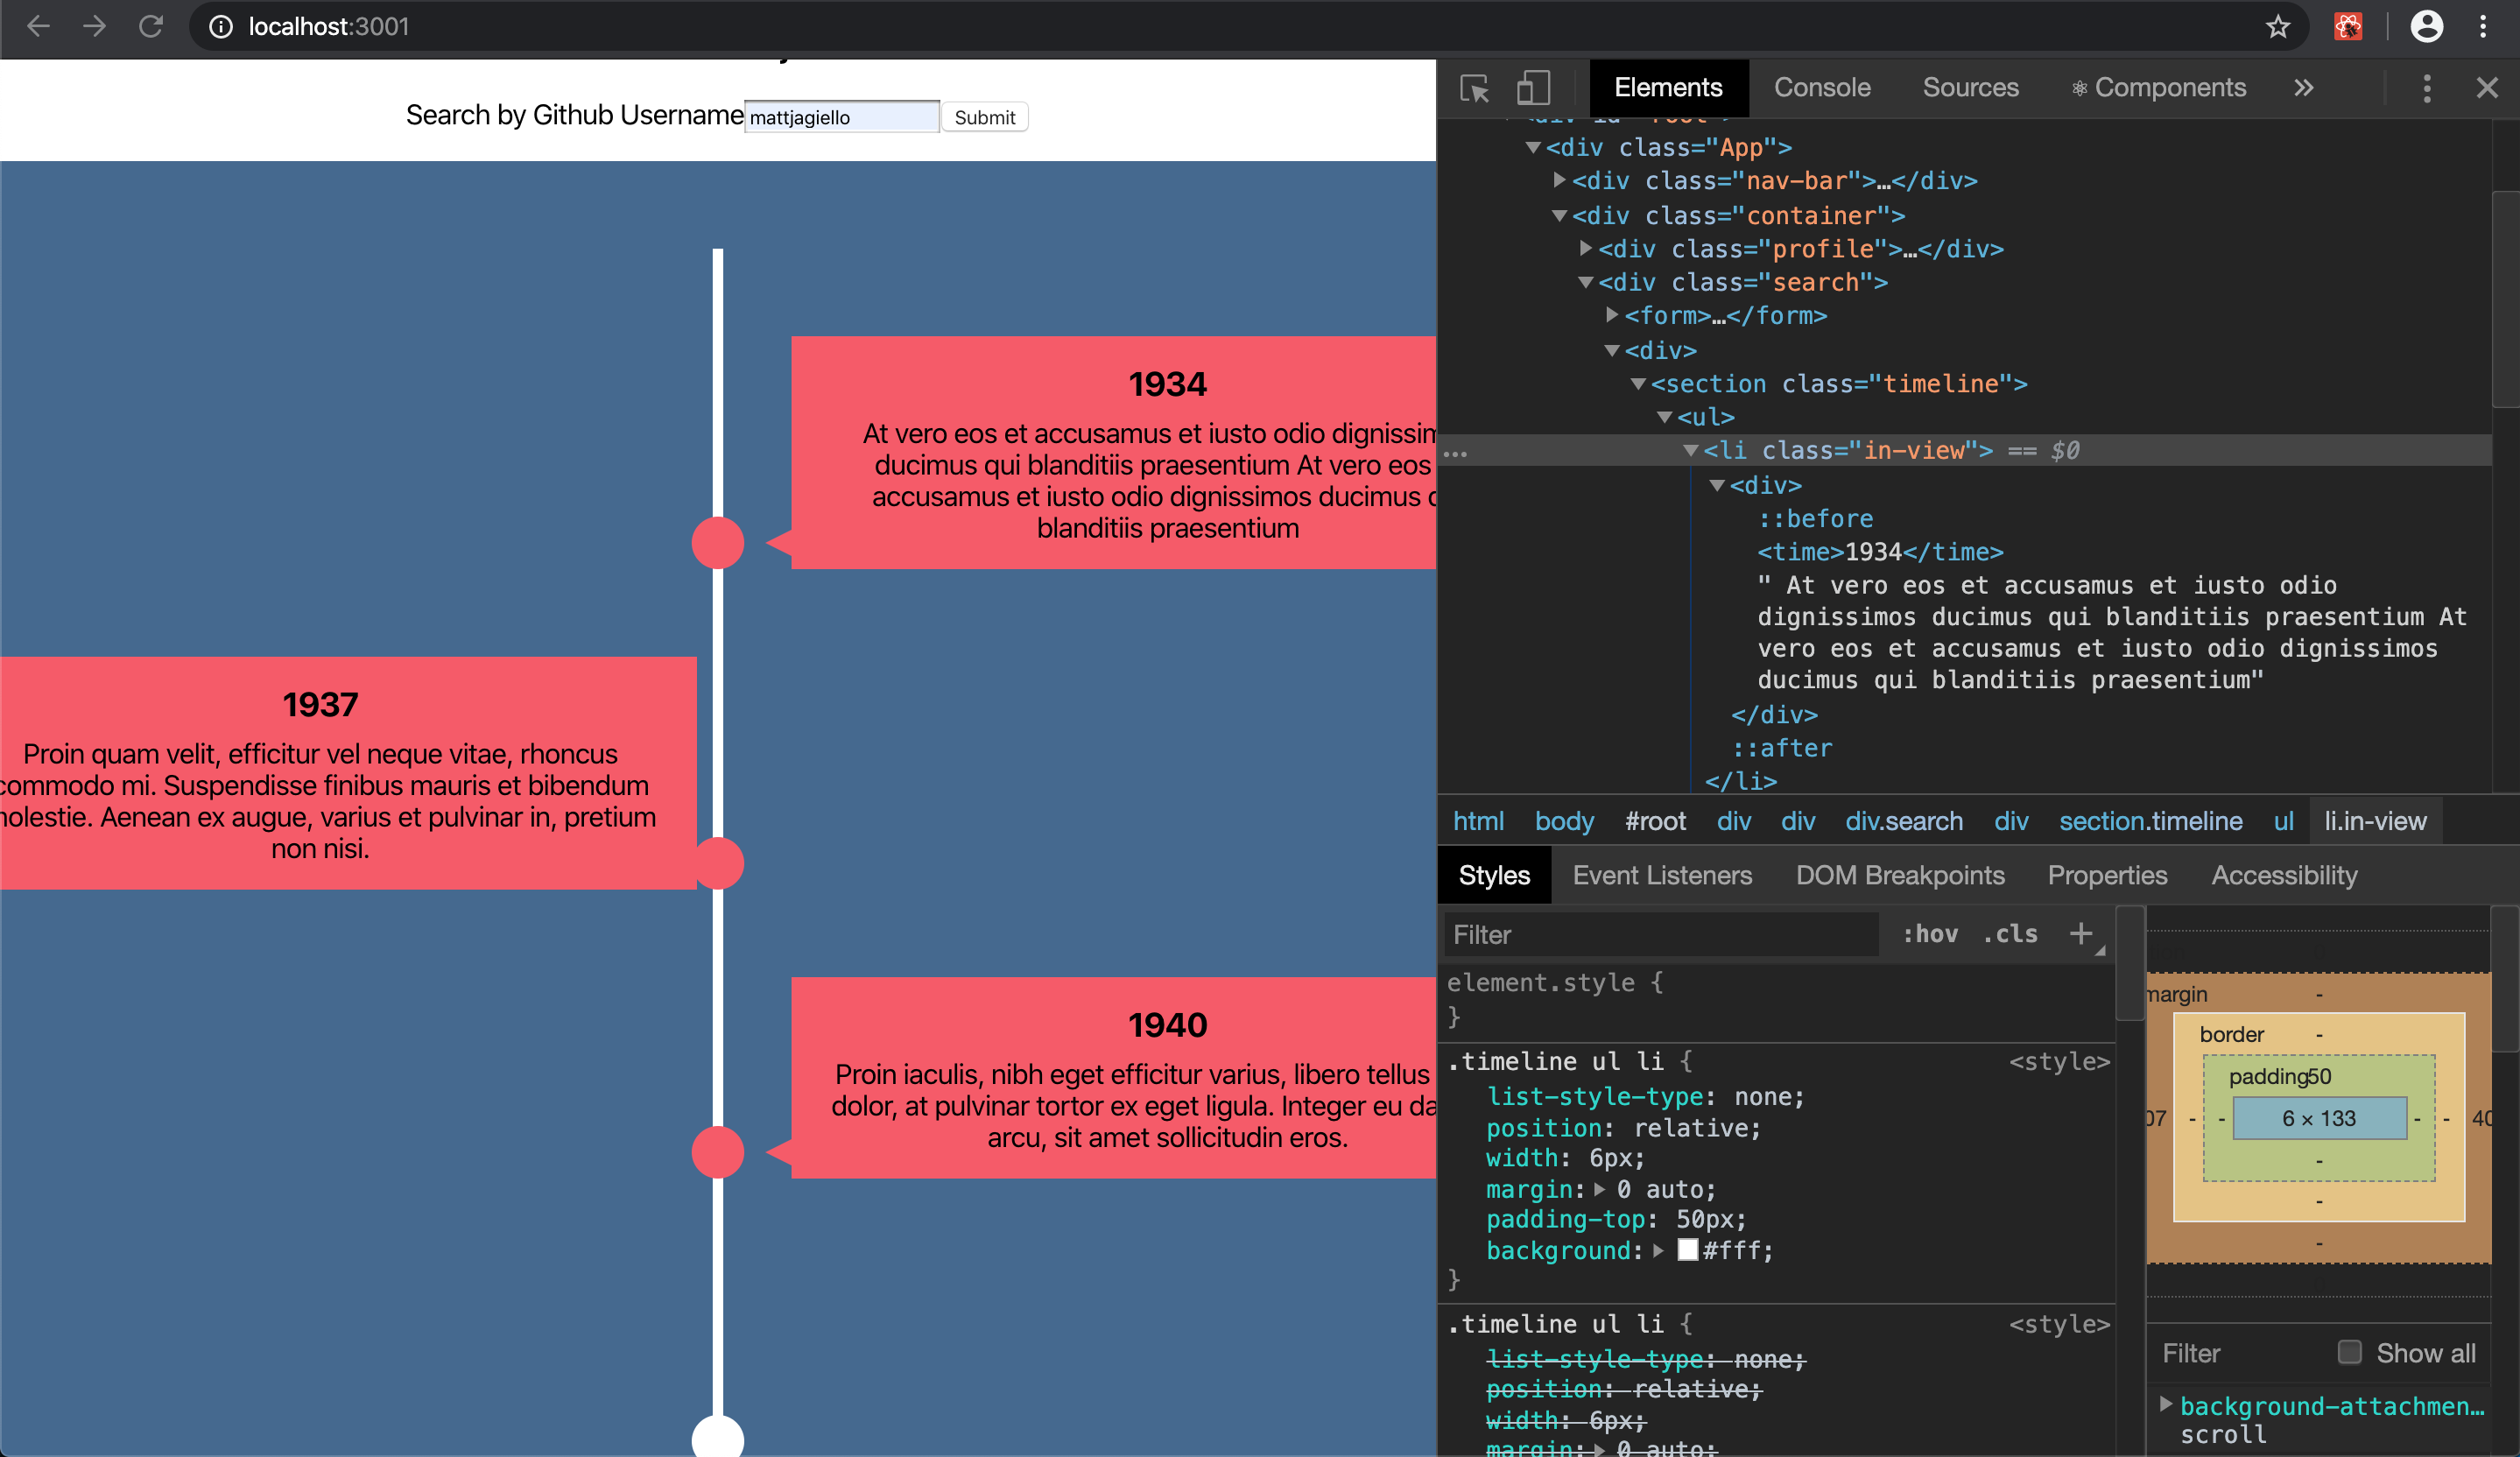 localhost:3001
Search by Github Username
mattjagiello
Submit
1934
At vero eos et accusamus et iusto odio
ducimus qui blanditiis praesentium At vero eos
accusamus et iusto odio dignissimos ducimus
blanditiis praesentium
1937
Proin quam velit, efficitur vel neque vitae, rhoncus
commodo mi. Suspendisse finibus mauris et bibendum
Aenean ex augue, varius et pulvinar in, pretium
non nisi.
1940
Proin iaculis, nibh eget efficitur varius, libero tellus
dolor, at pulvinar tortor ex eget ligula. Integer eu
arcu, sit amet sollicitudin eros.
Elements
Console
Sources
⚛ Components
»
<div class="App">
<div class="nav-bar">…</div>
<div class="container">
<div class="profile">…</div>
<div class="search">
<form>…</form>
<div>
<section class="timeline">
<ul>
<li class="in-view"> == $0
<div>
::before
<time>1934</time>
" At vero eos et accusamus et iusto odio
dignissimos ducimus qui blanditiis praesentium At
vero eos et accusamus et iusto odio dignissimos
ducimus qui blanditiis praesentium"
</div>
::after
</li>
html body #root div div div.search div section.timeline ul li.in-view
Styles
Event Listeners
DOM Breakpoints
Properties
Accessibility
Filter
:hov .cls +
element.style {
}
.timeline ul li {
<style>
list-style-type: none;
position: relative;
width: 6px;
margin: 0 auto;
padding-top: 50px;
background: #fff;
}
.timeline ul li {
<style>
list-style-type: none;
position: relative;
width: 6px;
margin: 0 auto;
margin -
border -
padding50
07 - - 6 × 133 - - 40
-
-
-
Filter
Show all
background-attachmen…
scroll